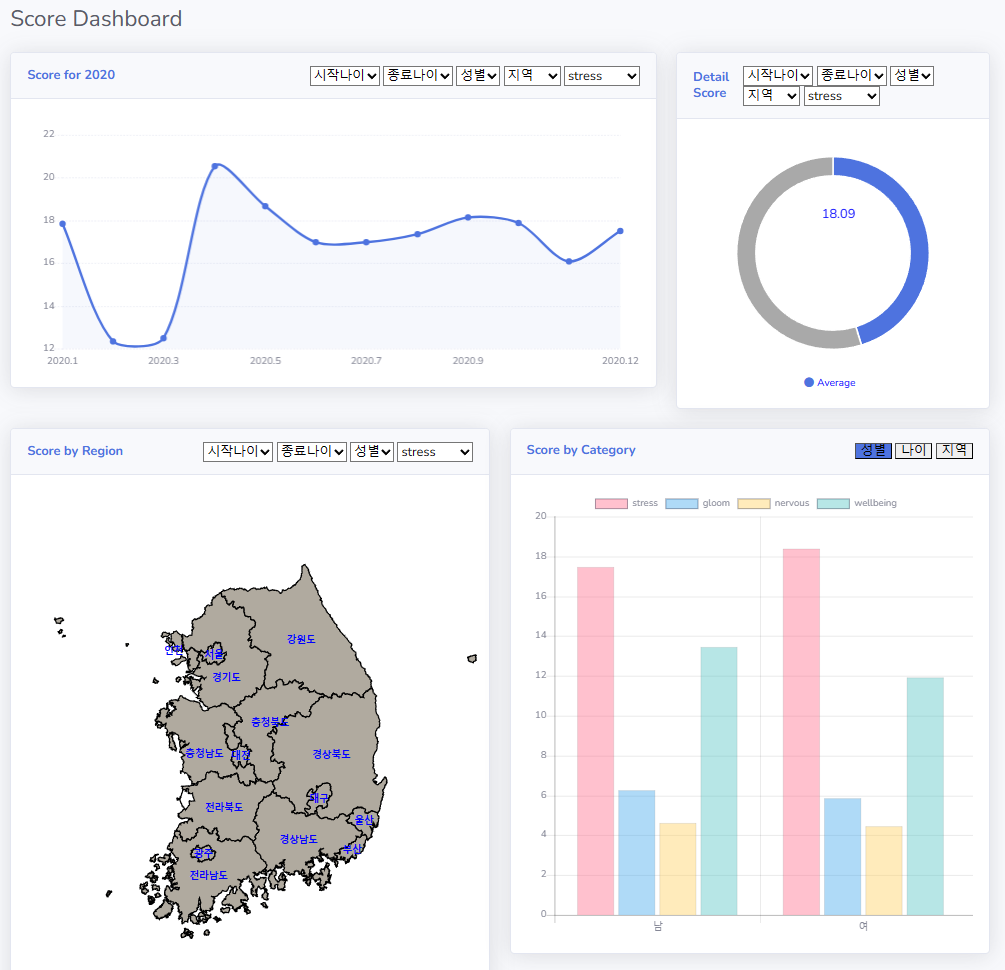 Score Dashboard
Score for 2020
시작나이 종료나이 성별 지역 stress
22
20
18
16
14
12
2020.1 2020.3 2020.5 2020.7 2020.9 2020.12
Detail Score
시작나이 종료나이 성별
지역 stress
18.09
Average
Score by Region
시작나이 종료나이 성별 stress
강원도
인천
서울
경기도
충청북도
충청남도
대전
경상북도
대구
전라북도
울산
경상남도
부산
광주
전라남도
Score by Category
성별 나이 지역
stress gloom nervous wellbeing
20
18
16
14
12
10
8
6
4
2
0
남 여